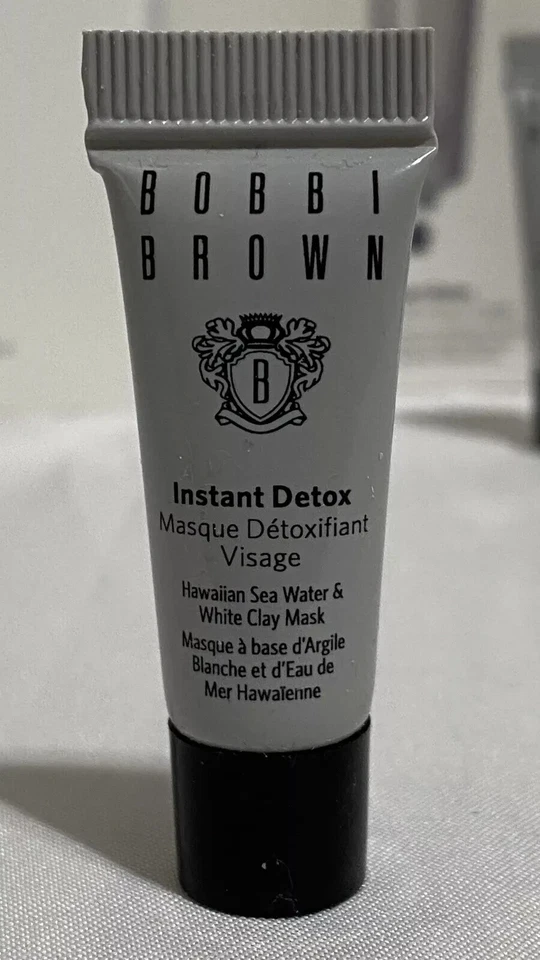 BOBBI
BROWN
B
Instant Detox
Masque Détoxifiant
Visage
Hawaiian Sea Water &
White Clay Mask
Masque à base d'Argile
Blanche et d'Eau de
Mer Hawaïenne